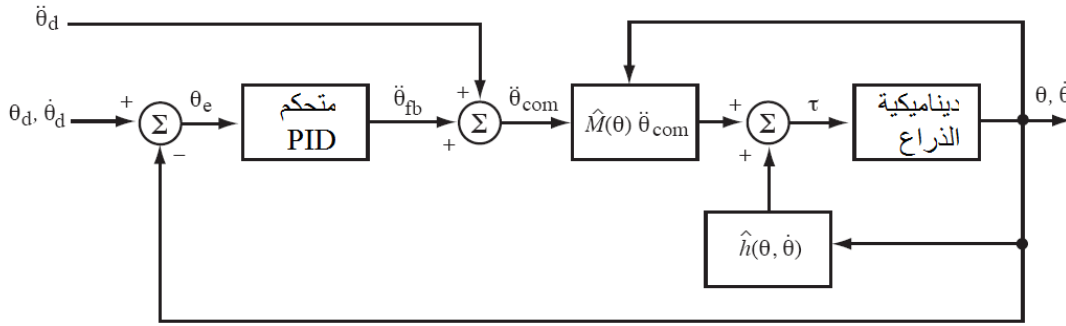 θ̈d
θd, θ̇d
+
Σ
−
θe
متحكم
PID
θ̈fb
+
+
Σ
θ̈com
M̂(θ) θ̈com
+
+
Σ
τ
ديناميكية
الذراع
θ, θ̇
ĥ(θ, θ̇)